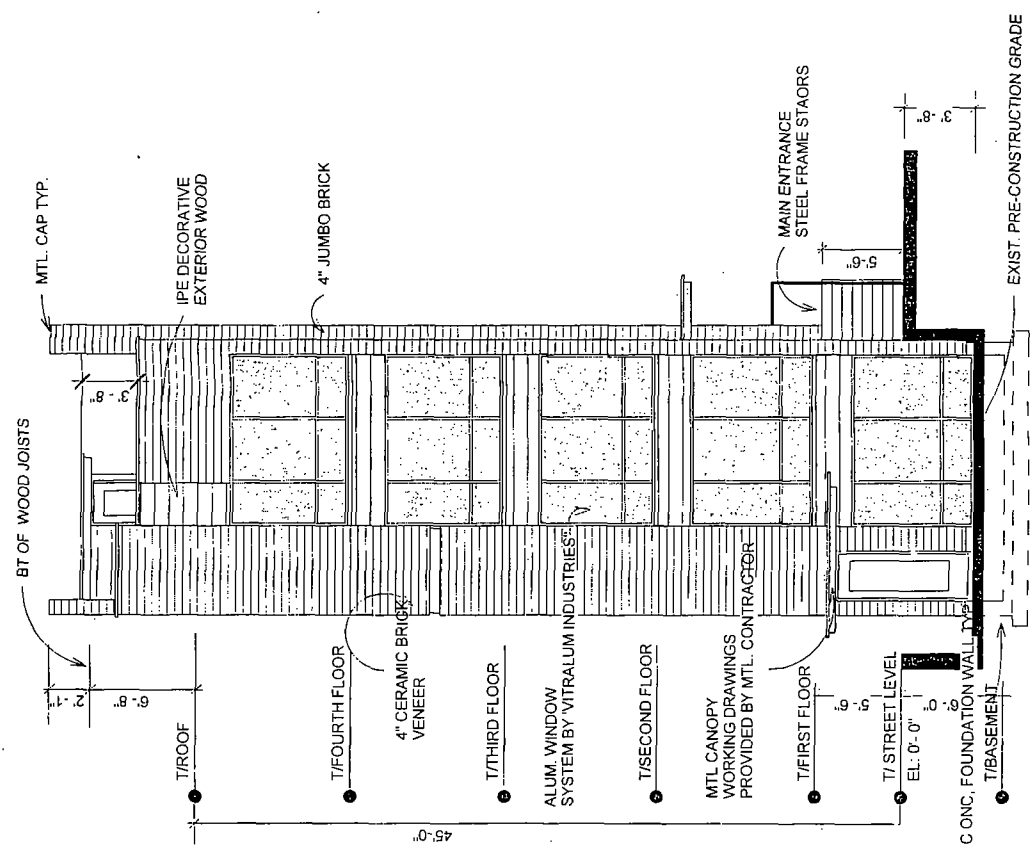 BT OF WOOD JOISTS
MTL. CAP TYP.
3' - 8"
2' - 1"
6' - 8"
IPE DECORATIVE
EXTERIOR WOOD
T/ROOF
4" JUMBO BRICK
T/FOURTH FLOOR
4" CERAMIC BRICK
VENEER
T/THIRD FLOOR
ALUM. WINDOW
SYSTEM BY "VITRALUM INDUSTRIES"
45'-0"
T/SECOND FLOOR
MTL CANOPY
WORKING DRAWINGS
PROVIDED BY MTL. CONTRACTOR
MAIN ENTRANCE
STEEL FRAME STAORS
5'-6"
T/FIRST FLOOR
5' - 6"
T/ STREET LEVEL
EL: 0'- 0"
3' - 8"
6' - 0"
C ONC, FOUNDATION WALL TYP.
T/BASEMENT
EXIST. PRE-CONSTRUCTION GRADE